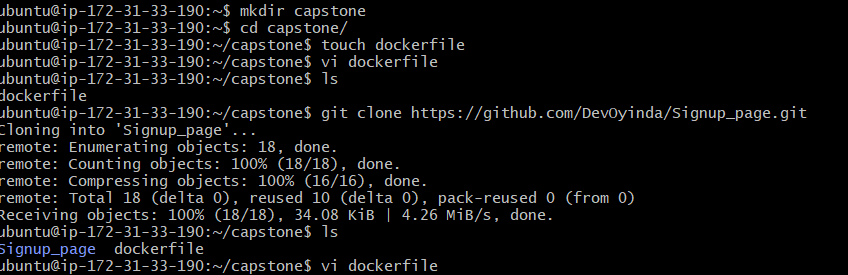 ubuntu@ip-172-31-33-190:~$ mkdir capstone
ubuntu@ip-172-31-33-190:~$ cd capstone/
ubuntu@ip-172-31-33-190:~/capstone$ touch dockerfile
ubuntu@ip-172-31-33-190:~/capstone$ vi dockerfile
ubuntu@ip-172-31-33-190:~/capstone$ ls
dockerfile
ubuntu@ip-172-31-33-190:~/capstone$ git clone https://github.com/DevOyinda/Signup_page.git
Cloning into 'Signup_page'...
remote: Enumerating objects: 18, done.
remote: Counting objects: 100% (18/18), done.
remote: Compressing objects: 100% (16/16), done.
remote: Total 18 (delta 0), reused 10 (delta 0), pack-reused 0 (from 0)
Receiving objects: 100% (18/18), 34.08 KiB | 4.26 MiB/s, done.
ubuntu@ip-172-31-33-190:~/capstone$ ls
Signup_page  dockerfile
ubuntu@ip-172-31-33-190:~/capstone$ vi dockerfile